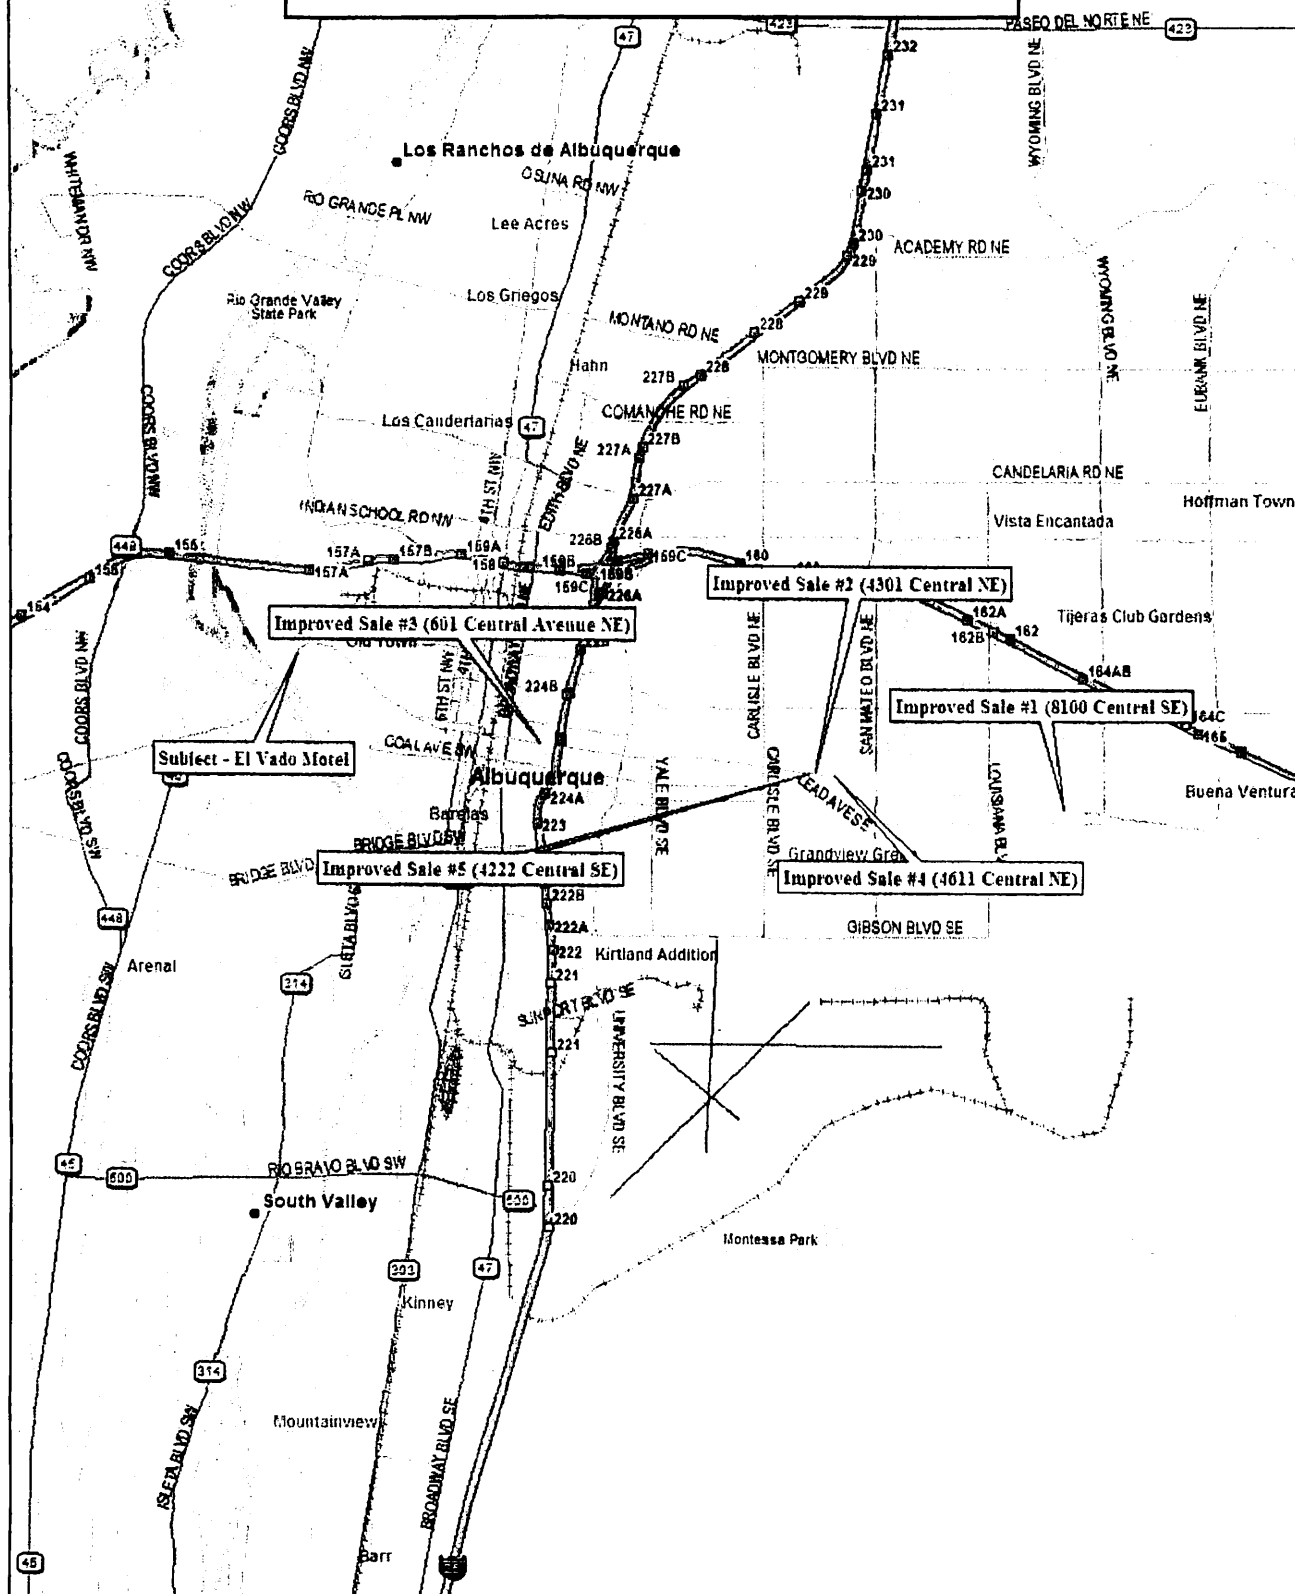 423
PASEO DEL NORTE NE
423
47
232
COORS BLVD NW
WYOMING BLVD NE
231
Los Ranchos de Albuquerque
231
OSUNA RD NW
230
WHITEMAN DR NW
RIO GRANDE PL NW
Lee Acres
COORS BLVD NW
230
ACADEMY RD NE
229
Los Griegos
229
Rio Grande Valley
State Park
WYOMING BLVD NE
EUBANK BLVD NE
MONTANO RD NE
228
MONTGOMERY BLVD NE
Hahn
228
227B
COORS BLVD NW
COMANCHE RD NE
Los Candertarias
47
227B
227A
4TH ST NW
EDITH BLVD NE
CANDELARIA RD NE
227A
Hoffman Town
INDIAN SCHOOL RD NW
Vista Encantada
226B
226A
448
155
157A
157B
159A
158
159B
159C
160
155
157A
159C
154
226A
Improved Sale #2 (4301 Central NE)
162A
162B
162
Tijeras Club Gardens
Improved Sale #3 (601 Central Avenue NE)
Old Town
COORS BLVD NW
CARLISLE BLVD NE
SAN MATEO BLVD NE
164AB
5TH ST NW
224B
Improved Sale #1 (8100 Central SE)
164C
165
COAL AVE SW
Subject - El Vado Motel
Albuquerque
COORS BLVD SW
YALE BLVD SE
CARLISLE BLVD SE
LEAD AVE SE
LOUISIANA BLV
Buena Ventura
224A
Barelas
223
BRIDGE BLVD SW
BRIDGE BLVD
Grandview Gre
Improved Sale #5 (4222 Central SE)
Improved Sale #4 (4611 Central NE)
222B
448
222A
GIBSON BLVD SE
ISLETA BLVD S
222
Kirtland Addition
Arenal
221
314
SUNPORT BLVD SE
COORS BLVD SW
221
UNIVERSITY BLVD SE
45
500
RIO BRAVO BLVD SW
220
South Valley
500
220
Montessa Park
303
47
Kinney
314
Mountainview
ISLETA BLVD SW
BROADWAY BLVD SE
45
Barr